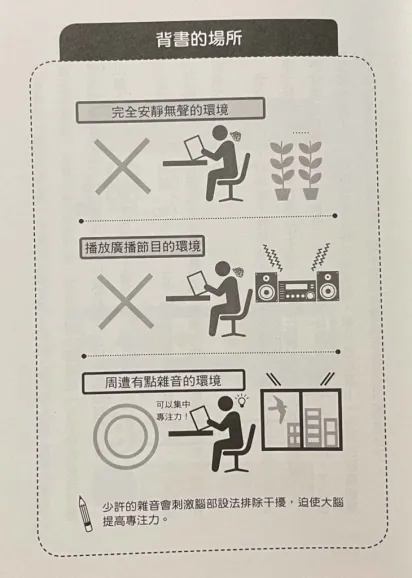 背書的場所
完全安靜無聲的環境
……
播放廣播節目的環境
周遭有點雜音的環境
可以集中
專注力!
少許的雜音會刺激腦部設法排除干擾,迫使大腦
提高專注力。